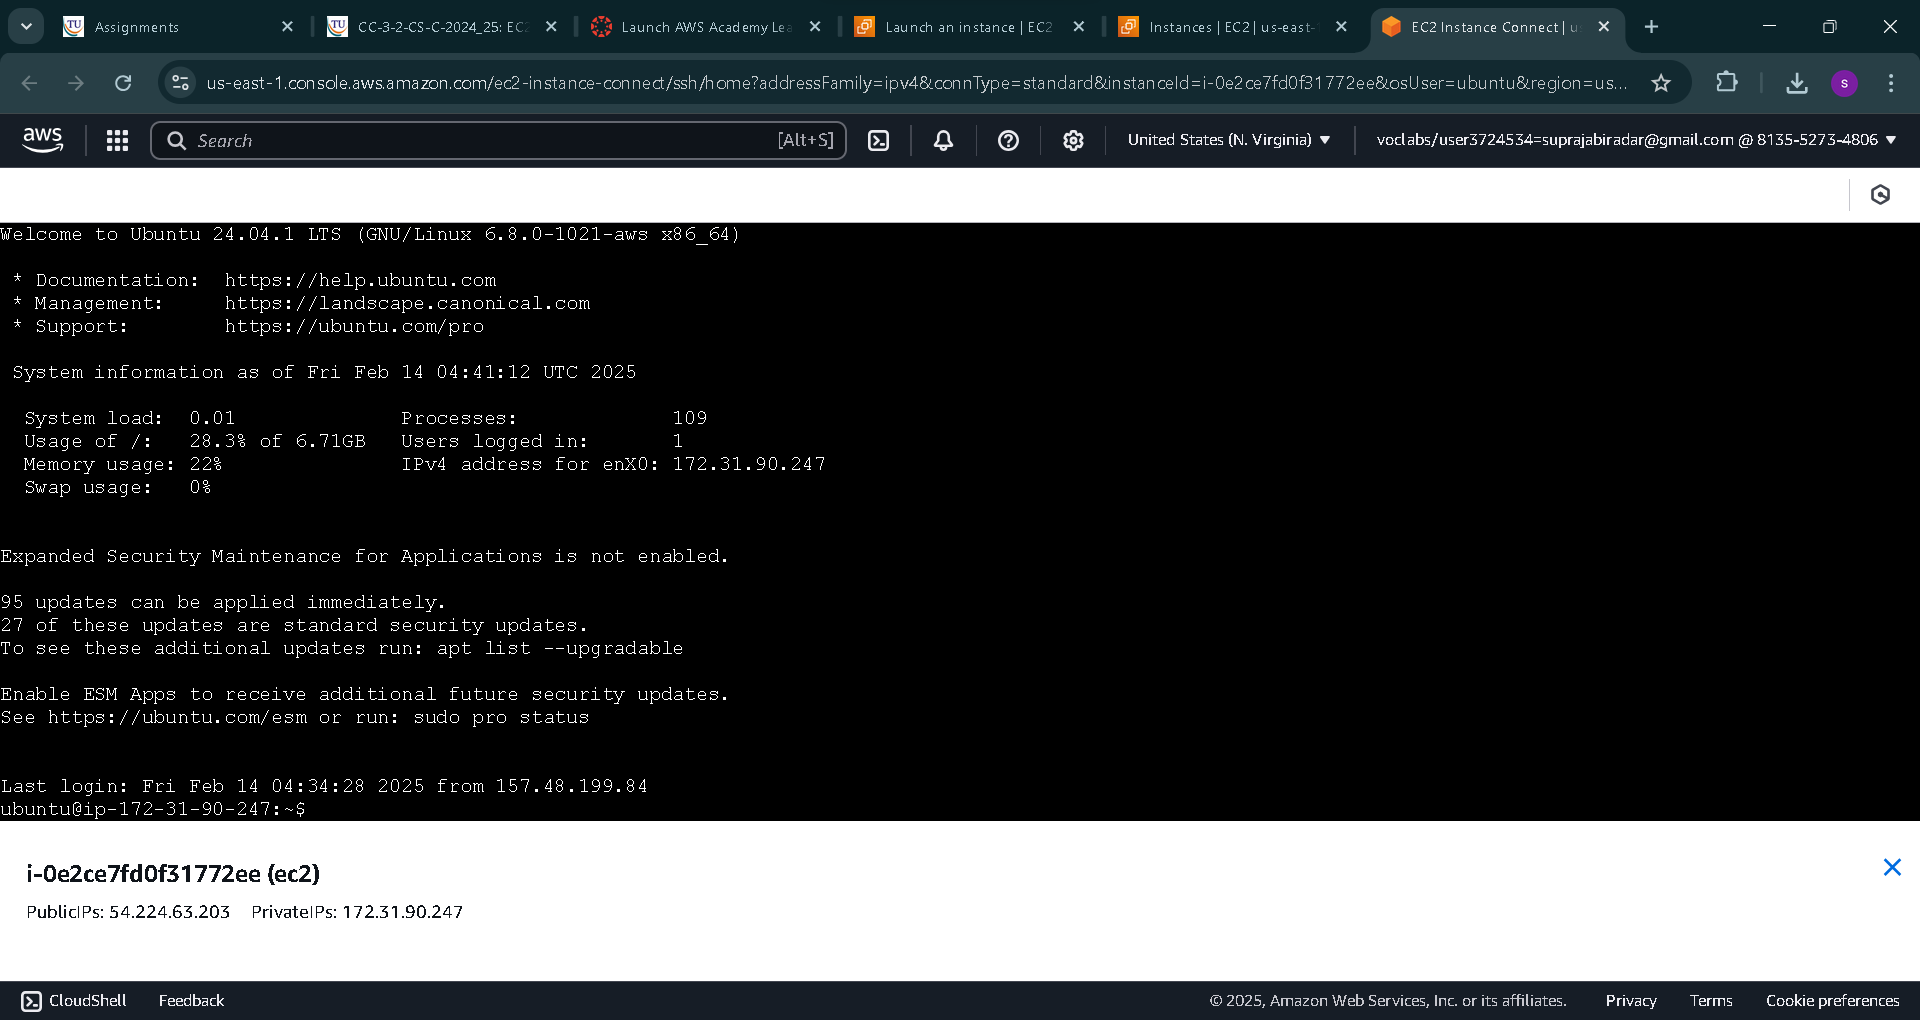 Assignments
CC-3-2-CS-C-2024_25: EC2
Launch AWS Academy Lea
Launch an instance | EC2
Instances | EC2 | us-east-1
EC2 Instance Connect | us
us-east-1.console.aws.amazon.com/ec2-instance-connect/ssh/home?addressFamily=ipv4&connType=standard&instanceId=i-0e2ce7fd0f31772ee&osUser=ubuntu&region=us...
S
aws
Search
[Alt+S]
United States (N. Virginia)
voclabs/user3724534=suprajabiradar@gmail.com @ 8135-5273-4806
Welcome to Ubuntu 24.04.1 LTS (GNU/Linux 6.8.0-1021-aws x86_64)
* Documentation: https://help.ubuntu.com
* Management: https://landscape.canonical.com
* Support: https://ubuntu.com/pro
System information as of Fri Feb 14 04:41:12 UTC 2025
System load: 0.01 Processes: 109
Usage of /: 28.3% of 6.71GB Users logged in: 1
Memory usage: 22% IPv4 address for enX0: 172.31.90.247
Swap usage: 0%
Expanded Security Maintenance for Applications is not enabled.
95 updates can be applied immediately.
27 of these updates are standard security updates.
To see these additional updates run: apt list --upgradable
Enable ESM Apps to receive additional future security updates.
See https://ubuntu.com/esm or run: sudo pro status
Last login: Fri Feb 14 04:34:28 2025 from 157.48.199.84
ubuntu@ip-172-31-90-247:~$
i-0e2ce7fd0f31772ee (ec2)
PublicIPs: 54.224.63.203 PrivateIPs: 172.31.90.247
CloudShell
Feedback
© 2025, Amazon Web Services, Inc. or its affiliates.
Privacy
Terms
Cookie preferences